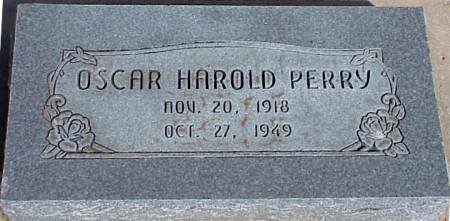 OSCAR HAROLD PERRY
NOV. 20, 1918
OCT. 27, 1949